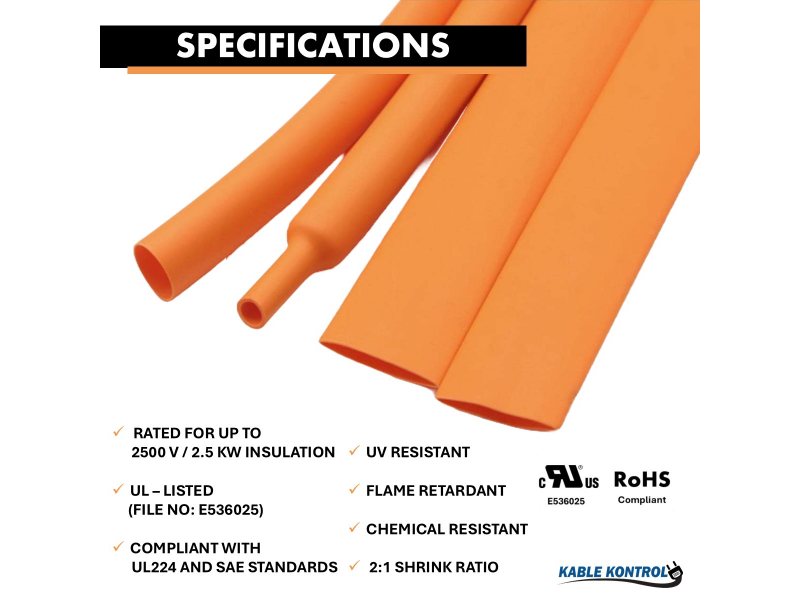 SPECIFICATIONS
✓ RATED FOR UP TO
2500 V / 2.5 KW INSULATION
✓ UL – LISTED
(FILE NO: E536025)
✓ COMPLIANT WITH
UL224 AND SAE STANDARDS
✓ UV RESISTANT
✓ FLAME RETARDANT
✓ CHEMICAL RESISTANT
✓ 2:1 SHRINK RATIO
c RU ® US
E536025
RoHS
Compliant
KABLE KONTROL